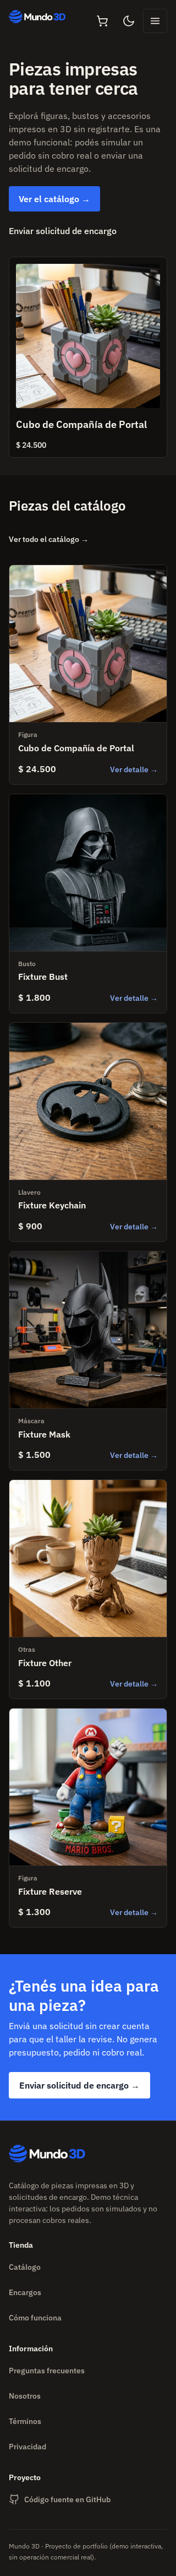 Mundo 3D
Piezas impresas
para tener cerca
Explorá figuras, bustos y accesorios
impresos en 3D sin registrarte. Es una
demo funcional: podés simular un
pedido sin cobro real o enviar una
solicitud de encargo.
Ver el catálogo →
Enviar solicitud de encargo
Cubo de Compañía de Portal
$ 24.500
Piezas del catálogo
Ver todo el catálogo →
Figura
Cubo de Compañía de Portal
$ 24.500
Ver detalle →
Busto
Fixture Bust
$ 1.800
Ver detalle →
Llavero
Fixture Keychain
$ 900
Ver detalle →
Máscara
Fixture Mask
$ 1.500
Ver detalle →
Otras
Fixture Other
$ 1.100
Ver detalle →
MARIO BROS.
Figura
Fixture Reserve
$ 1.300
Ver detalle →
¿Tenés una idea para
una pieza?
Enviá una solicitud sin crear cuenta
para que el taller la revise. No genera
presupuesto, pedido ni cobro real.
Enviar solicitud de encargo →
Mundo 3D
Catálogo de piezas impresas en 3D y
solicitudes de encargo. Demo técnica
interactiva: los pedidos son simulados y no
procesan cobros reales.
Tienda
Catálogo
Encargos
Cómo funciona
Información
Preguntas frecuentes
Nosotros
Términos
Privacidad
Proyecto
Código fuente en GitHub
Mundo 3D · Proyecto de portfolio (demo interactiva,
sin operación comercial real).